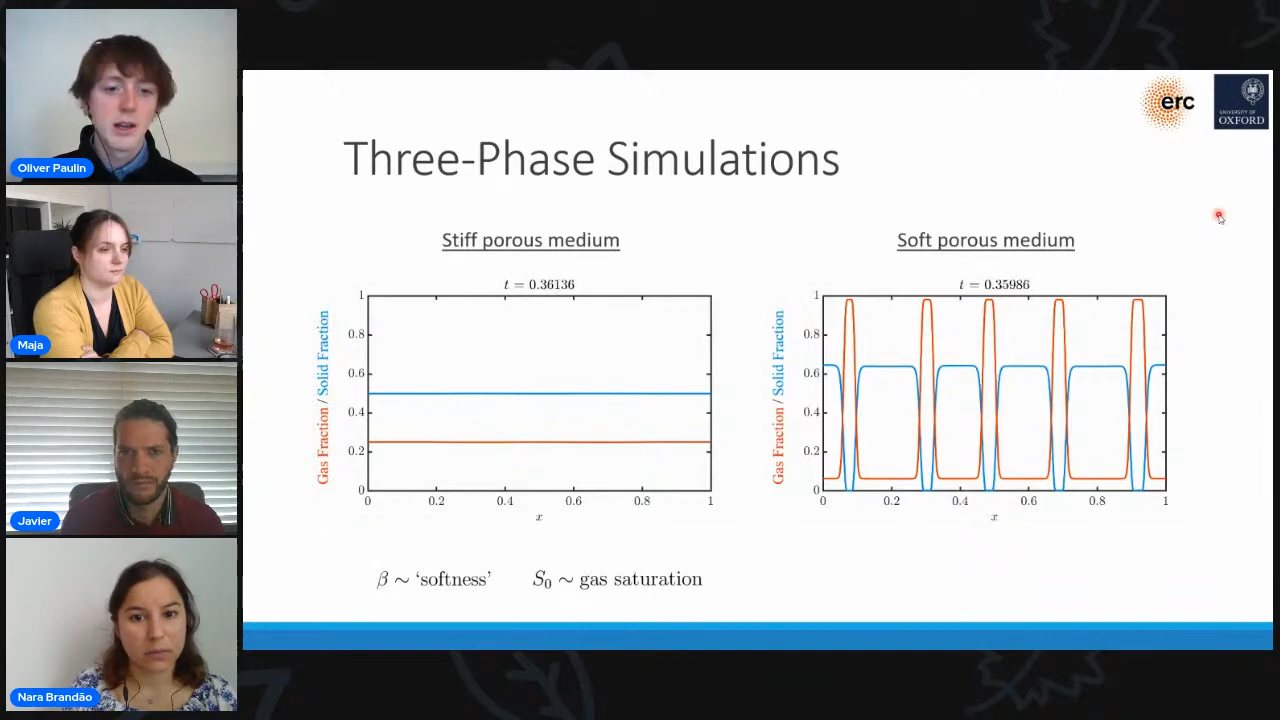 Oliver Paulin
Maja
Javier
Nara Brandão
erc
UNIVERSITY OF
OXFORD
Three-Phase Simulations
Stiff porous medium
t = 0.36136
Gas Fraction / Solid Fraction
1
0.8
0.6
0.4
0.2
0
0 0.2 0.4 0.6 0.8 1
x
Soft porous medium
t = 0.35986
Gas Fraction / Solid Fraction
1
0.8
0.6
0.4
0.2
0
0 0.2 0.4 0.6 0.8 1
x
β ~ ‘softness’ S₀ ~ gas saturation